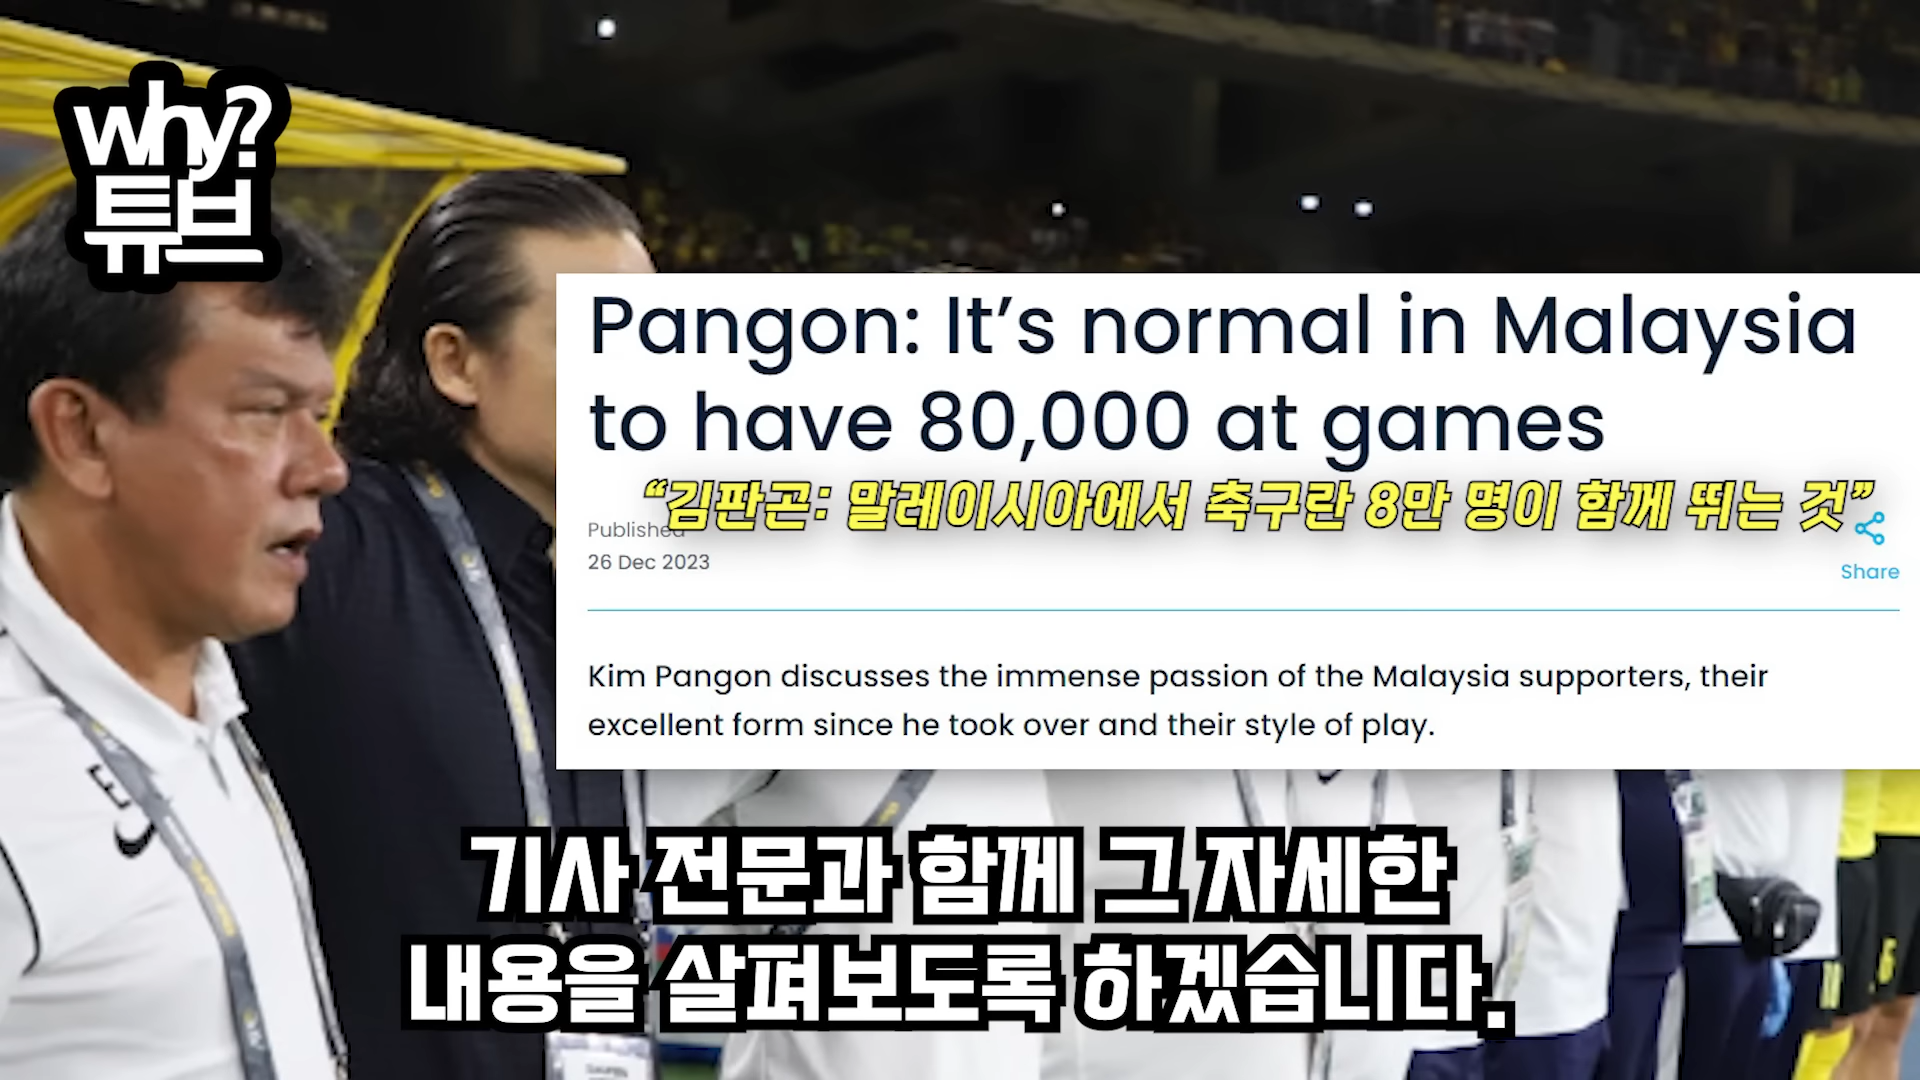 why?
튜브
Pangon: It’s normal in Malaysia
to have 80,000 at games
“김판곤: 말레이시아에서 축구란 8만 명이 함께 뛰는 것”
Published
26 Dec 2023
Share
Kim Pangon discusses the immense passion of the Malaysia supporters, their
excellent form since he took over and their style of play.
기사 전문과 함께 그 자세한
내용을 살펴보도록 하겠습니다.